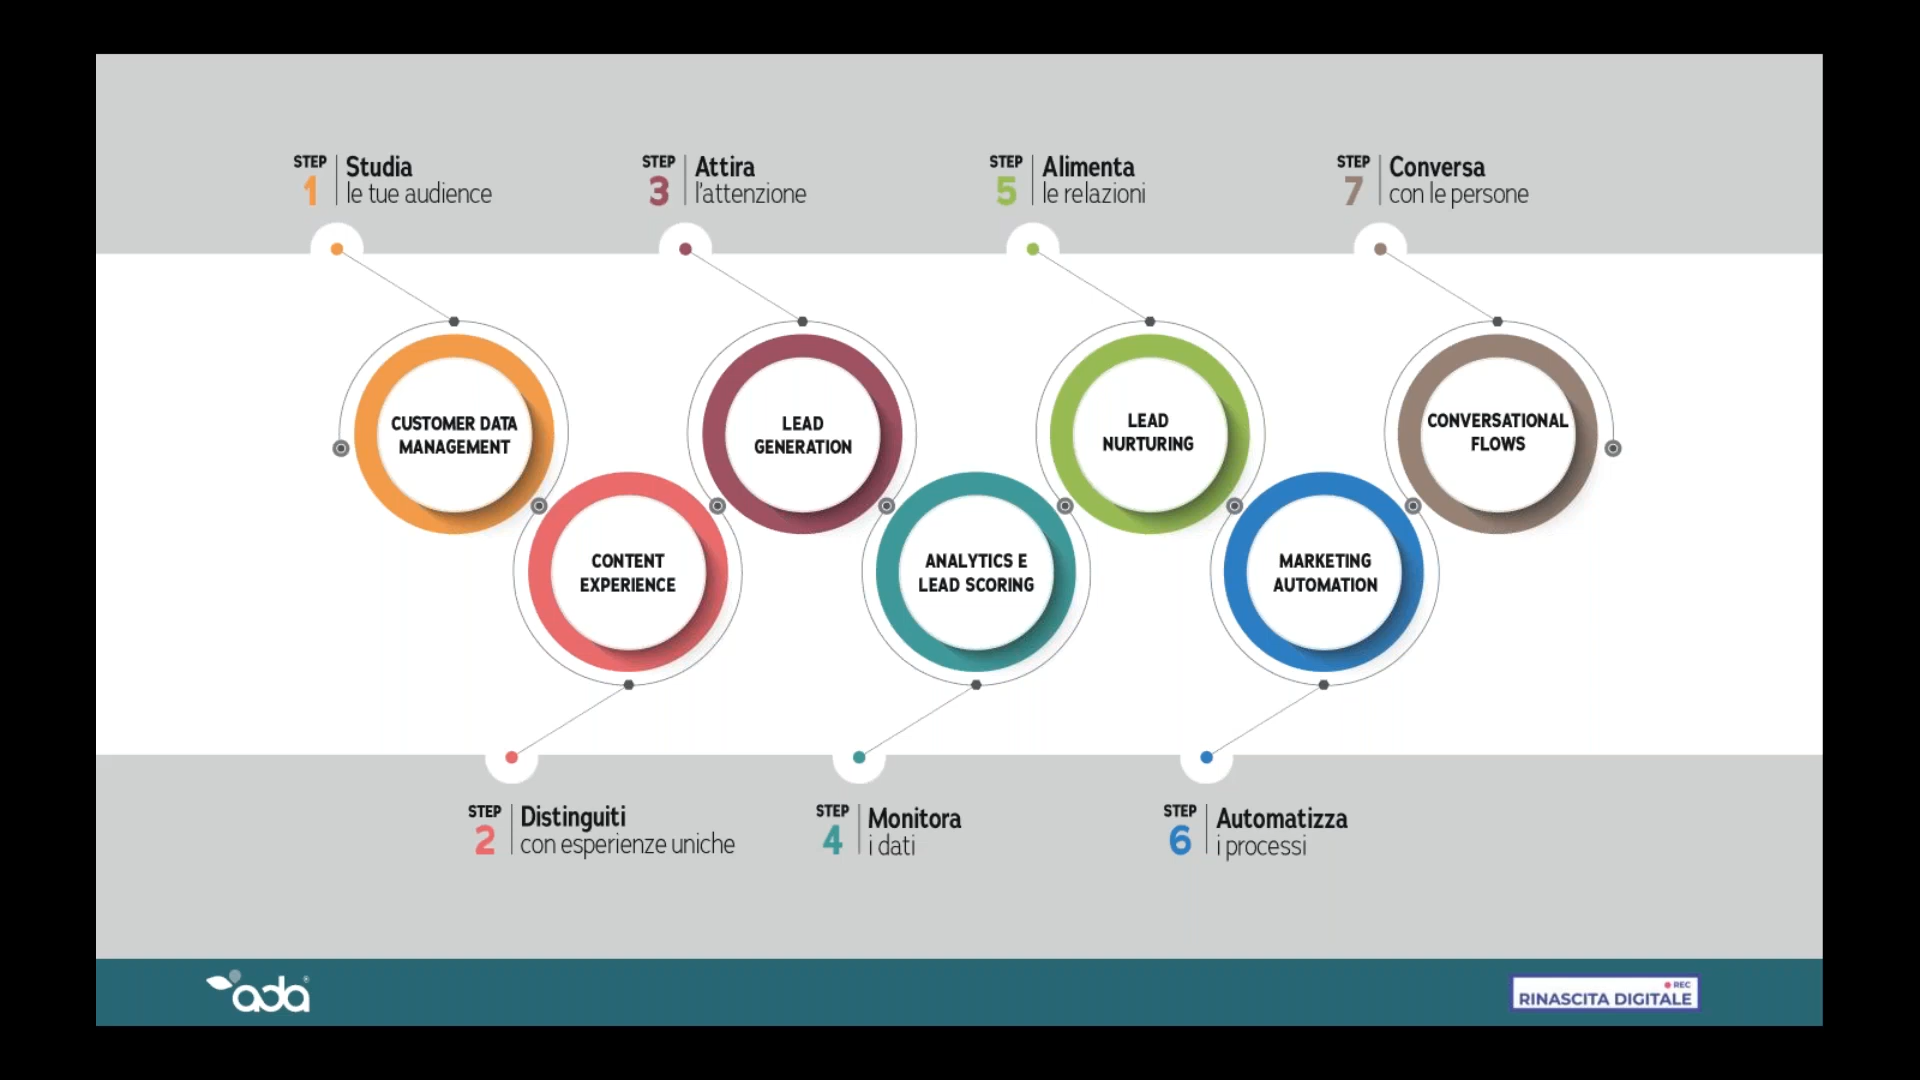 STEP
1
Studia
le tue audience
STEP
3
Attira
l'attenzione
STEP
5
Alimenta
le relazioni
STEP
7
Conversa
con le persone
CUSTOMER DATA
MANAGEMENT
LEAD
GENERATION
LEAD
NURTURING
CONVERSATIONAL
FLOWS
CONTENT
EXPERIENCE
ANALYTICS E
LEAD SCORING
MARKETING
AUTOMATION
STEP
2
Distinguiti
con esperienze uniche
STEP
4
Monitora
i dati
STEP
6
Automatizza
i processi
ada
REC
RINASCITA DIGITALE